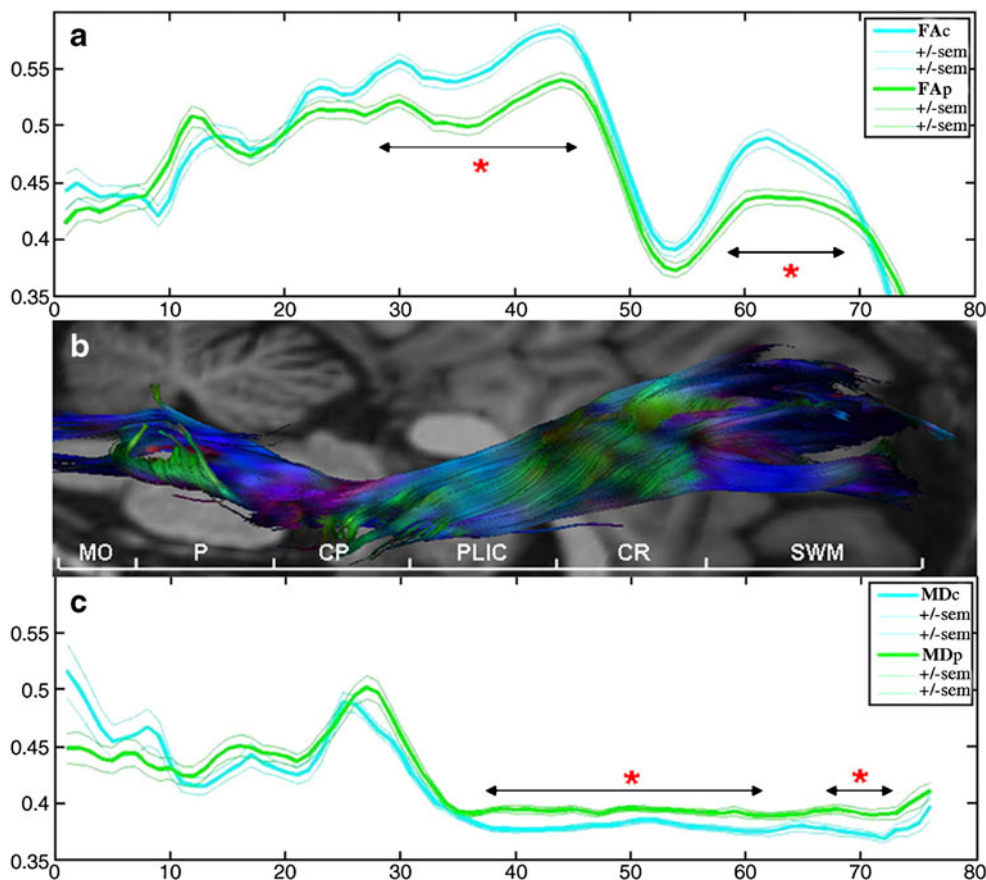 a
0.55
0.5
0.45
0.4
0.35
FAc
+/-sem
+/-sem
FAp
+/-sem
+/-sem
*
*
0 10 20 30 40 50 60 70 80
b
MO P CP PLIC CR SWM
c
0.55
0.5
0.45
0.4
0.35
MDc
+/-sem
+/-sem
MDp
+/-sem
+/-sem
* *
0 10 20 30 40 50 60 70 80